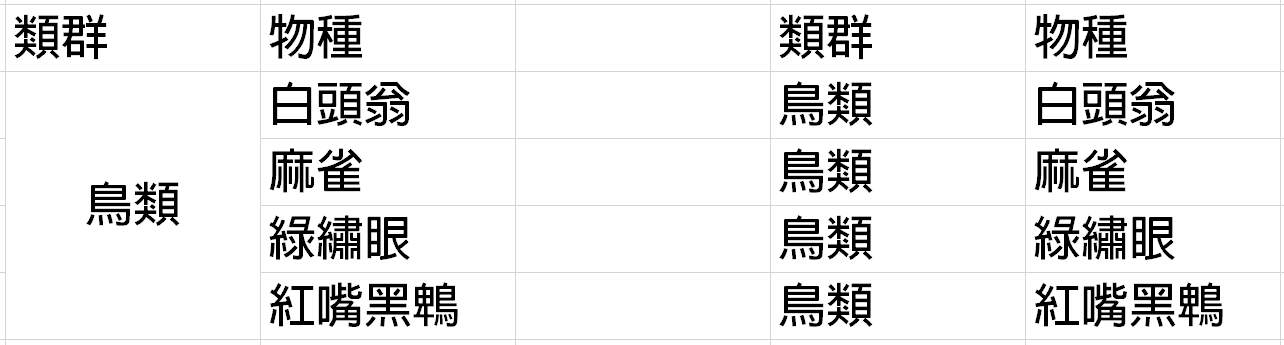 類群 物種 類群 物種
白頭翁 鳥類 白頭翁
麻雀 鳥類 麻雀
鳥類
綠繡眼 鳥類 綠繡眼
紅嘴黑鵯 鳥類 紅嘴黑鵯